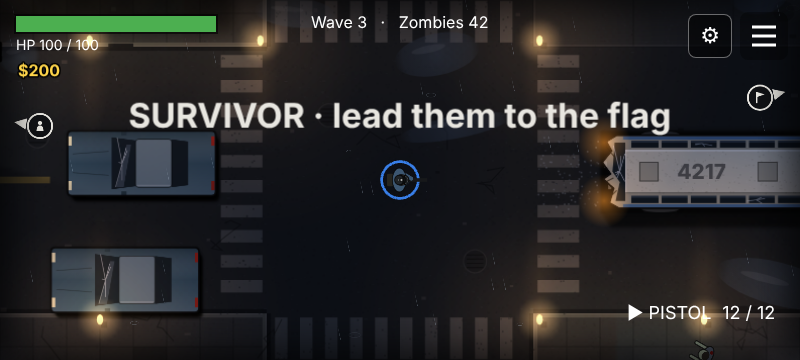 Wave 3 · Zombies 42
HP 100 / 100
$200
SURVIVOR · lead them to the flag
4217
▶ PISTOL 12 / 12